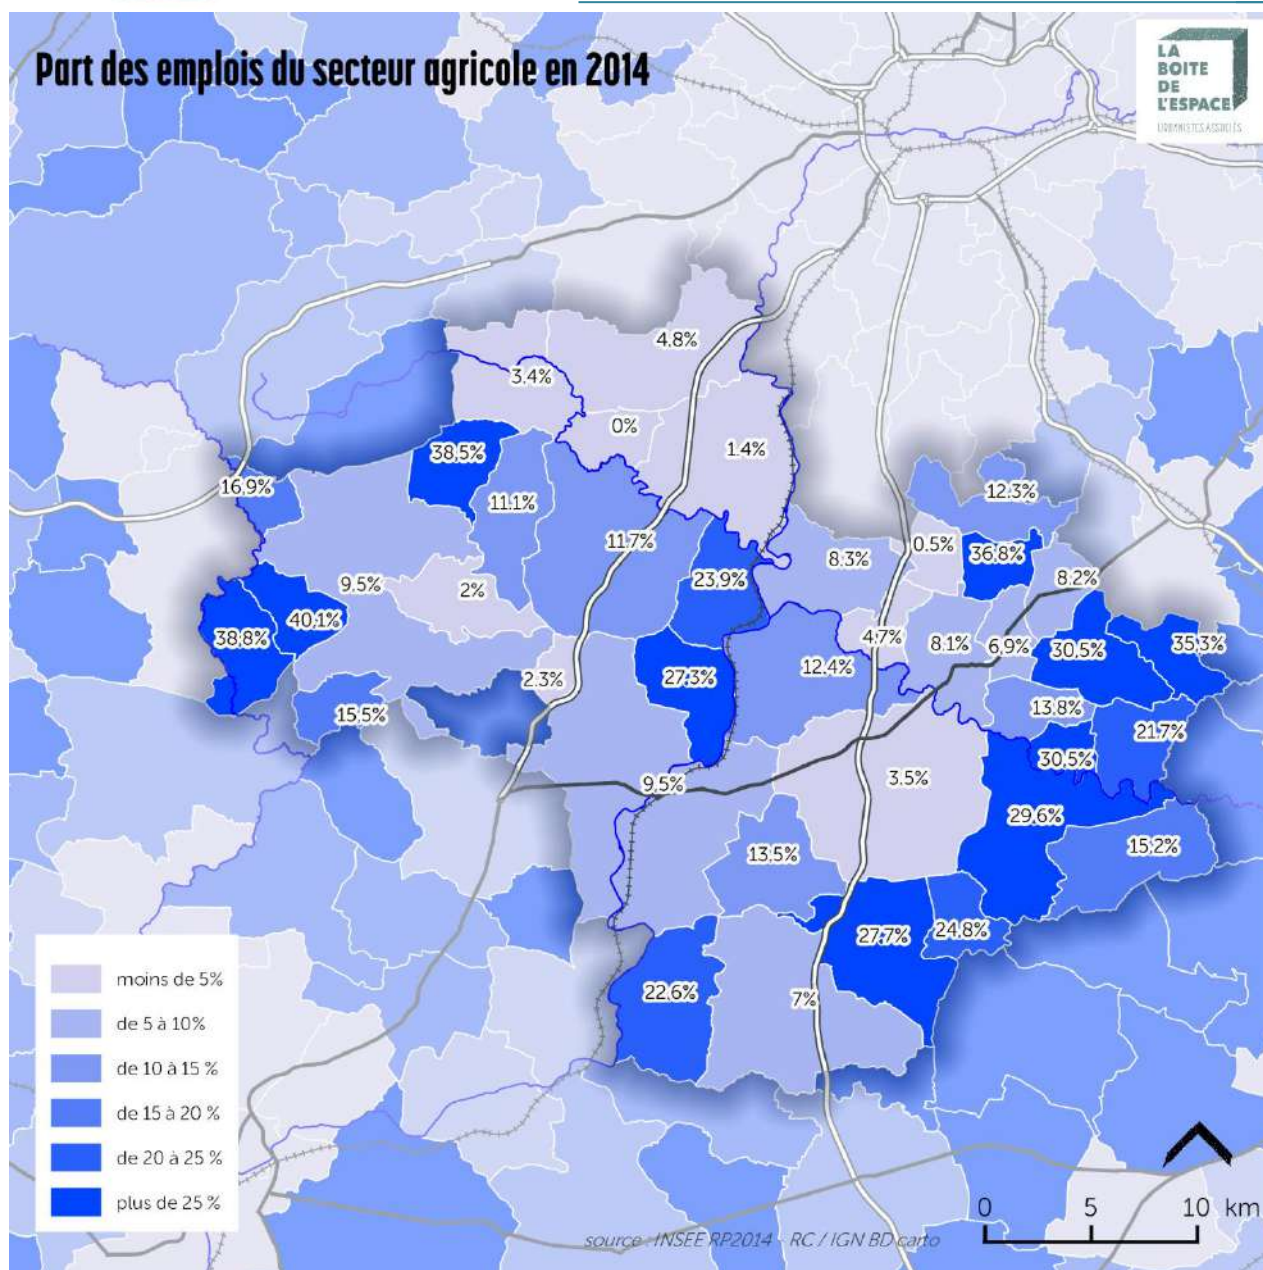 Part des emplois du secteur agricole en 2014
LA
BOITE
DE
L'ESPACE
URBANISTES ASSOCIÉS
4.8%
3.4%
0%
1.4%
38,5%
16,9%
11.1%
12.3%
11.7%
0.5%
36,8%
8.3%
23,9%
8.2%
9.5%
2%
40,1%
38,8%
4.7%
8.1%
6,9%
30,5%
35,3%
2.3%
27,3%
12.4%
15,5%
13.8%
21.7%
30,5%
9.5%
3.5%
29,6%
13,5%
15,2%
27,7%
24,8%
22,6%
7%
moins de 5%
de 5 à 10%
de 10 à 15 %
de 15 à 20 %
de 20 à 25 %
plus de 25 %
0 5 10 km
source : INSEE RP2014 - RC / IGN BD carto